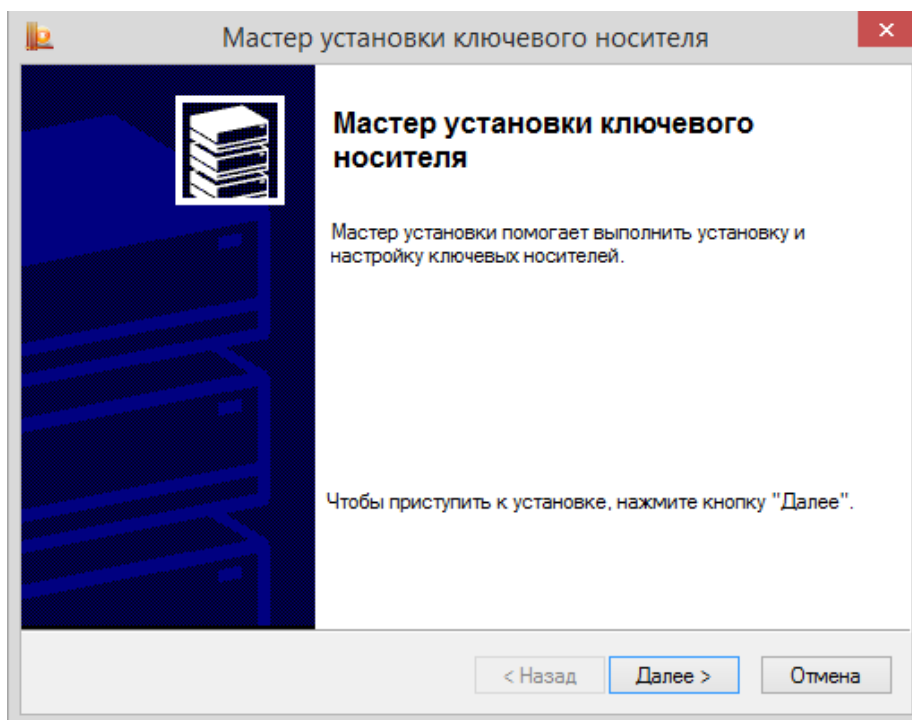 Мастер установки ключевого носителя
Мастер установки ключевого
носителя
Мастер установки помогает выполнить установку и
настройку ключевых носителей.
Чтобы приступить к установке, нажмите кнопку "Далее".
< Назад
Далее >
Отмена